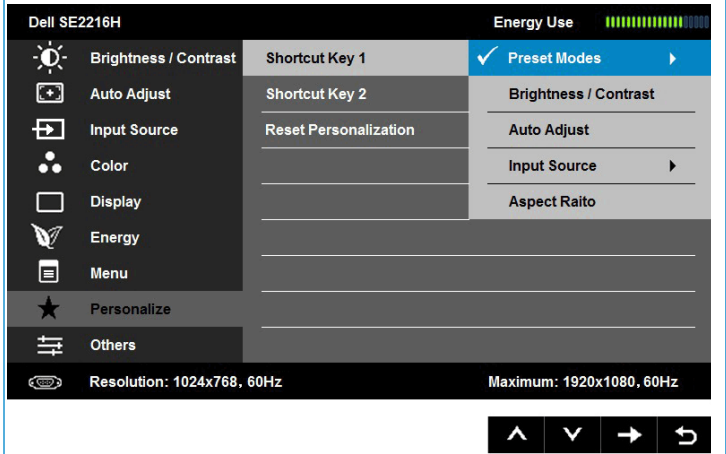 Dell SE2216H Energy Use
Brightness / Contrast Shortcut Key 1 Preset Modes
Auto Adjust Shortcut Key 2 Brightness / Contrast
Input Source Reset Personalization Auto Adjust
Color Input Source
Display Aspect Raito
Energy
Menu
Personalize
Others
Resolution: 1024x768, 60Hz Maximum: 1920x1080, 60Hz